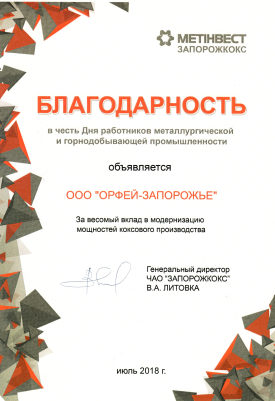 МЕТІНВЕСТ
ЗАПОРОЖКОКС
БЛАГОДАРНОСТЬ
в честь Дня работников металлургической
и горнодобывающей промышленности
объявляется
ООО "ОРФЕЙ-ЗАПОРОЖЬЕ"
За весомый вклад в модернизацию
мощностей коксового производства
Генеральный директор
ЧАО "ЗАПОРОЖКОКС"
В.А. ЛИТОВКА
июль 2018 г.